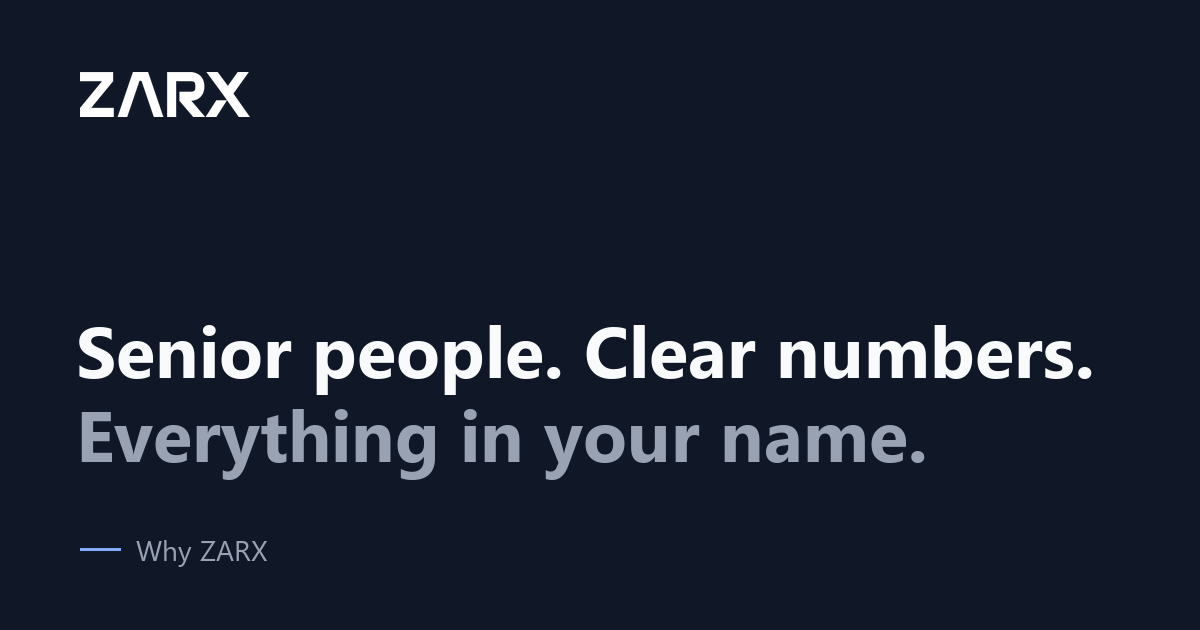 ZARX
Senior people. Clear numbers.
Everything in your name.
Why ZARX